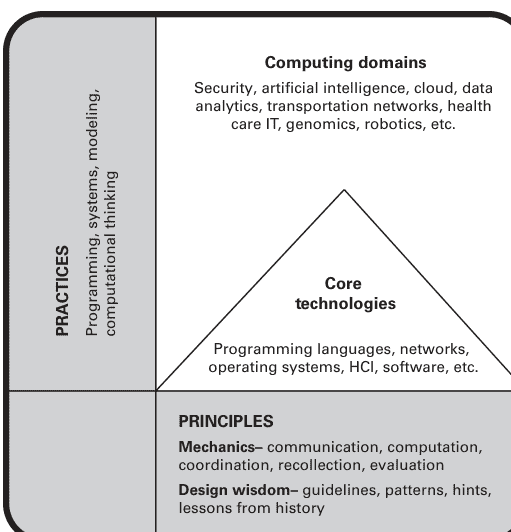 Computing domains
Security, artificial intelligence, cloud, data
analytics, transportation networks, health
care IT, genomics, robotics, etc.
PRACTICES
Programming, systems, modeling,
computational thinking
Core
technologies
Programming languages, networks,
operating systems, HCI, software, etc.
PRINCIPLES
Mechanics– communication, computation,
coordination, recollection, evaluation
Design wisdom– guidelines, patterns, hints,
lessons from history